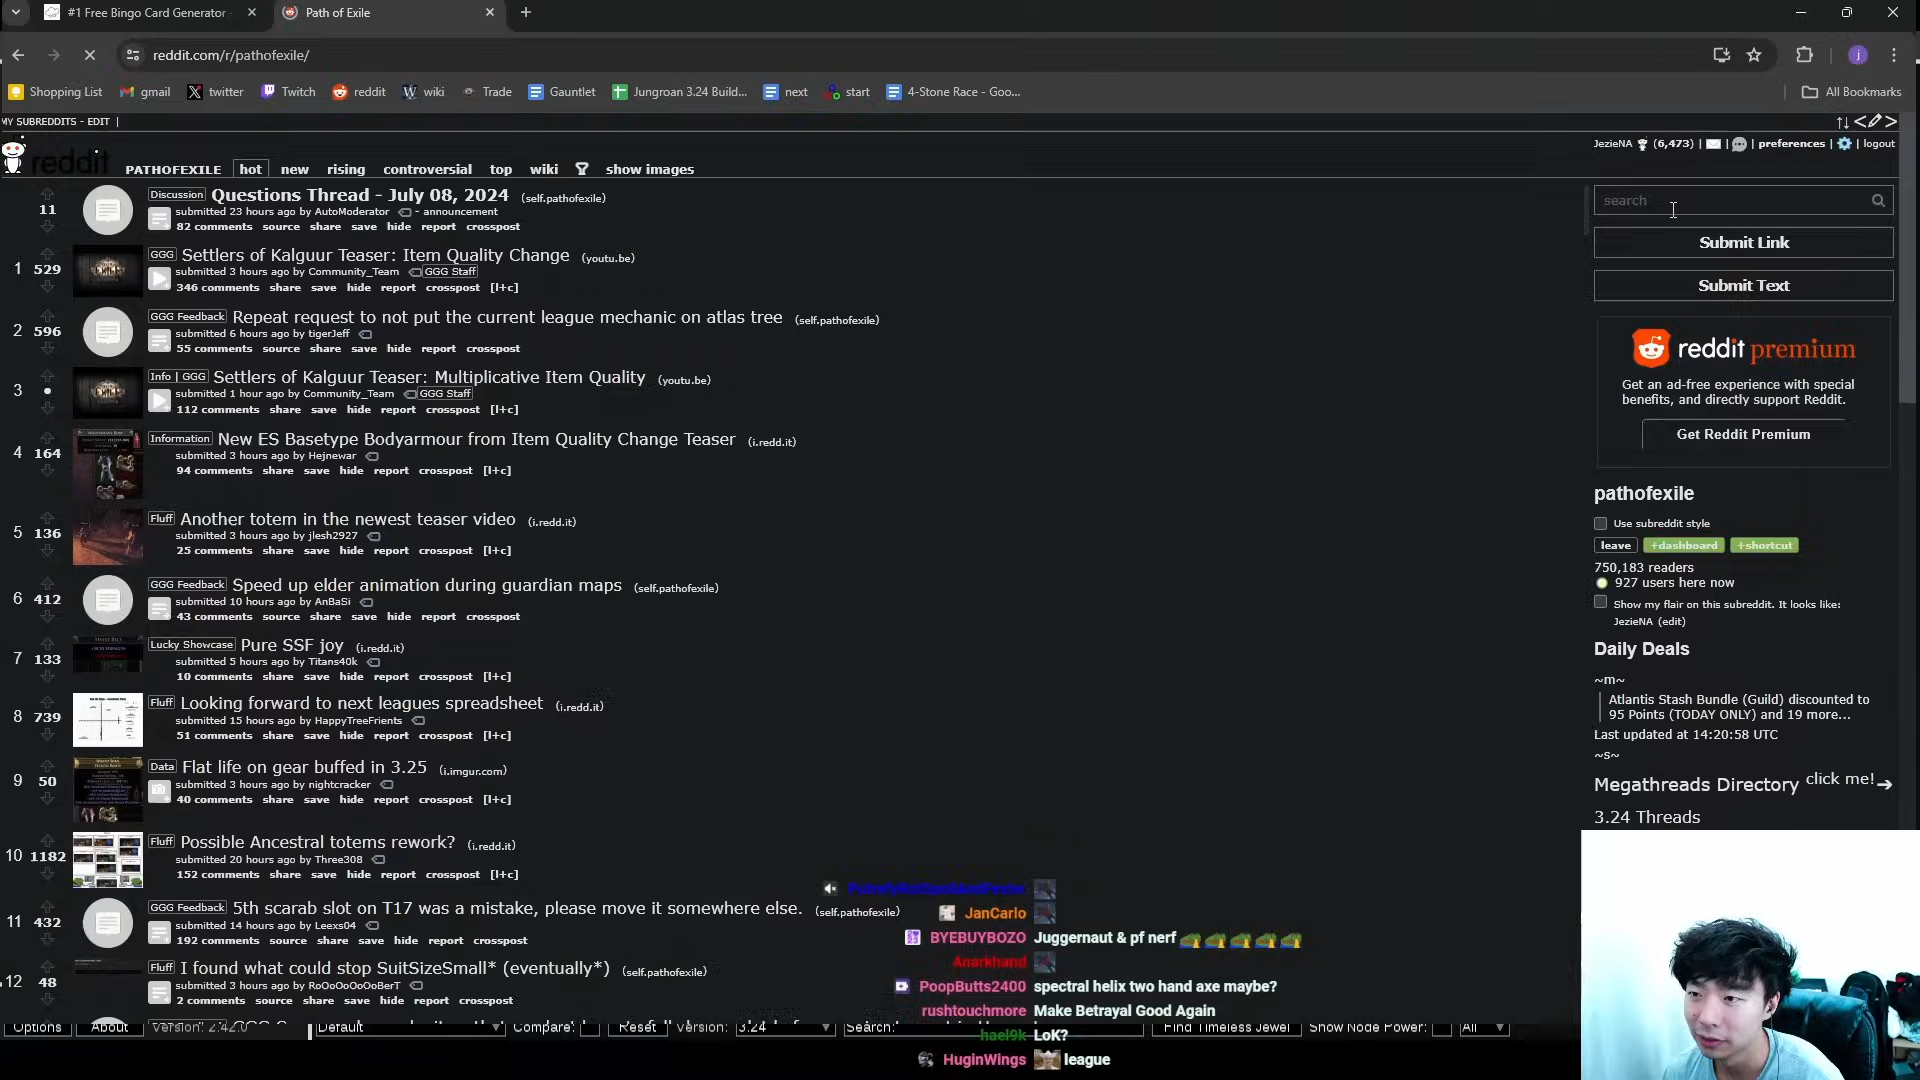 #1 Free Bingo Card Generator
Path of Exile
reddit.com/r/pathofexile/
Shopping List gmail twitter Twitch reddit wiki Trade Gauntlet Jungroan 3.24 Build... next start 4-Stone Race - Goo... All Bookmarks
MY SUBREDDITS - EDIT |
JezieNA (6,473) | | | preferences | | logout
reddit PATHOFEXILE hot new rising controversial top wiki show images
11
Discussion Questions Thread - July 08, 2024 (self.pathofexile)
submitted 23 hours ago by AutoModerator - announcement
82 comments source share save hide report crosspost
1 529
GGG Settlers of Kalguur Teaser: Item Quality Change (youtu.be)
submitted 3 hours ago by Community_Team GGG Staff
346 comments share save hide report crosspost [l+c]
2 596
GGG Feedback Repeat request to not put the current league mechanic on atlas tree (self.pathofexile)
submitted 6 hours ago by tigerJeff
55 comments source share save hide report crosspost
3 •
Info | GGG Settlers of Kalguur Teaser: Multiplicative Item Quality (youtu.be)
submitted 1 hour ago by Community_Team GGG Staff
112 comments share save hide report crosspost [l+c]
4 164
Information New ES Basetype Bodyarmour from Item Quality Change Teaser (i.redd.it)
submitted 3 hours ago by Hejnewar
94 comments share save hide report crosspost [l+c]
5 136
Fluff Another totem in the newest teaser video (i.redd.it)
submitted 3 hours ago by jlesh2927
25 comments share save hide report crosspost [l+c]
6 412
GGG Feedback Speed up elder animation during guardian maps (self.pathofexile)
submitted 10 hours ago by AnBaSi
43 comments source share save hide report crosspost
7 133
Lucky Showcase Pure SSF joy (i.redd.it)
submitted 5 hours ago by Titans40k
10 comments share save hide report crosspost [l+c]
8 739
Fluff Looking forward to next leagues spreadsheet (i.redd.it)
submitted 15 hours ago by HappyTreeFrients
51 comments share save hide report crosspost [l+c]
9 50
Data Flat life on gear buffed in 3.25 (i.imgur.com)
submitted 3 hours ago by nightcracker
40 comments share save hide report crosspost [l+c]
10 1182
Fluff Possible Ancestral totems rework? (i.redd.it)
submitted 20 hours ago by Three308
152 comments share save hide report crosspost [l+c]
11 432
GGG Feedback 5th scarab slot on T17 was a mistake, please move it somewhere else. (self.pathofexile)
submitted 14 hours ago by Leexs04
192 comments source share save hide report crosspost
12 48
Fluff I found what could stop SuitSizeSmall* (eventually*) (self.pathofexile)
submitted 3 hours ago by RoOoOoOoOBerT
2 comments source share save hide report crosspost
search
Submit Link
Submit Text
reddit premium
Get an ad-free experience with special
benefits, and directly support Reddit.
Get Reddit Premium
pathofexile
Use subreddit style
leave +dashboard +shortcut
750,183 readers
927 users here now
Show my flair on this subreddit. It looks like:
JezieNA (edit)
Daily Deals
~m~
Atlantis Stash Bundle (Guild) discounted to
95 Points (TODAY ONLY) and 19 more...
Last updated at 14:20:58 UTC
~s~
Megathreads Directory click me! ➔
3.24 Threads
JanCarlo
BYEBUYBOZO Juggernaut & pf nerf
Anarkhand
PoopButts2400 spectral helix two hand axe maybe?
rushtouchmore Make Betrayal Good Again
hael9k LoK?
HuginWings league
Options About Version: 2.42.0 Default Compare: Reset Version: 3.24 Search: Find Timeless Jewel Show Node Power: All